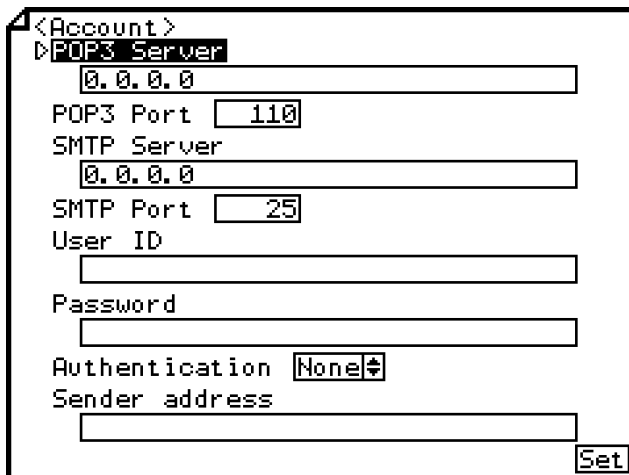 <Account>
POP3 Server
0.0.0.0
POP3 Port 110
SMTP Server
0.0.0.0
SMTP Port 25
User ID
Password
Authentication None
Sender address
Set